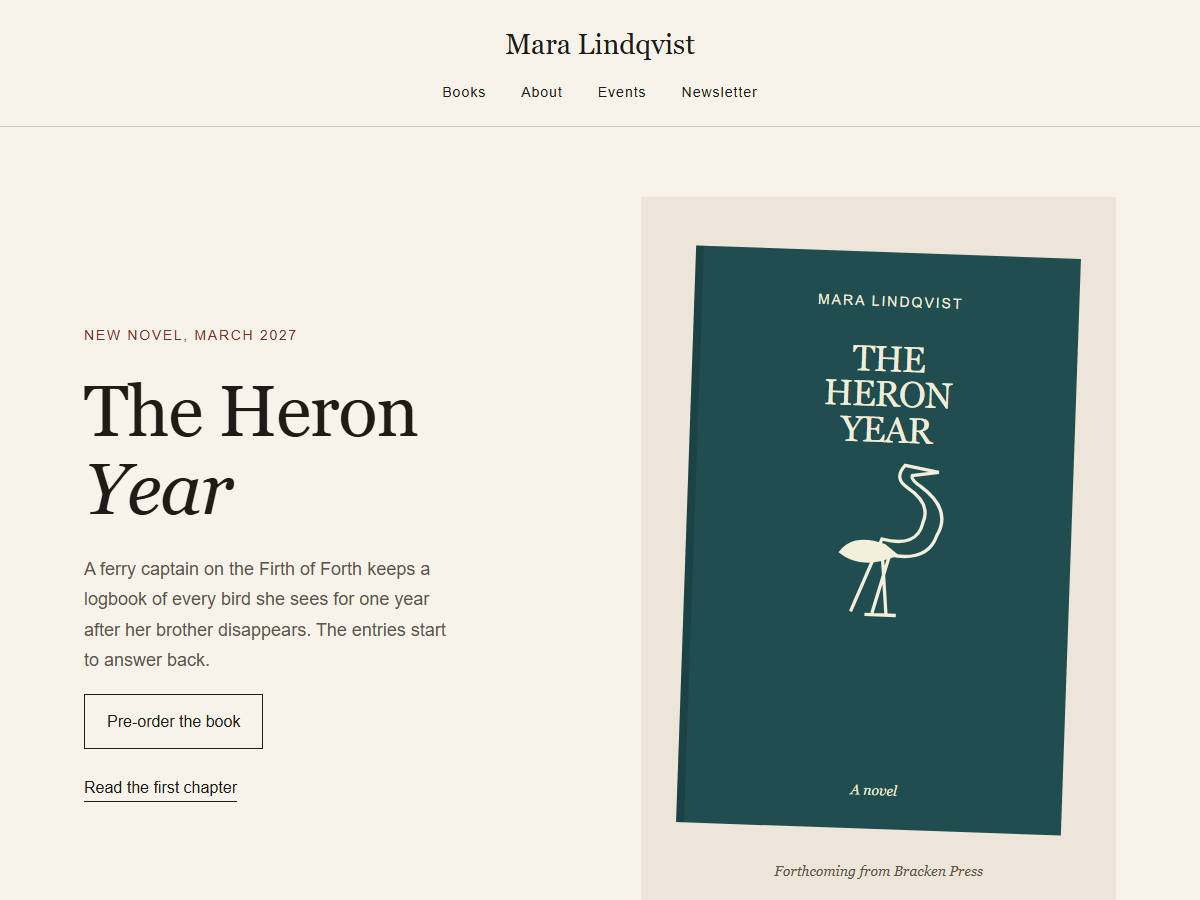 Mara Lindqvist
Books About Events Newsletter
NEW NOVEL, MARCH 2027
The Heron
Year
A ferry captain on the Firth of Forth keeps a
logbook of every bird she sees for one year
after her brother disappears. The entries start
to answer back.
Pre-order the book
Read the first chapter
MARA LINDQVIST
THE
HERON
YEAR
A novel
Forthcoming from Bracken Press